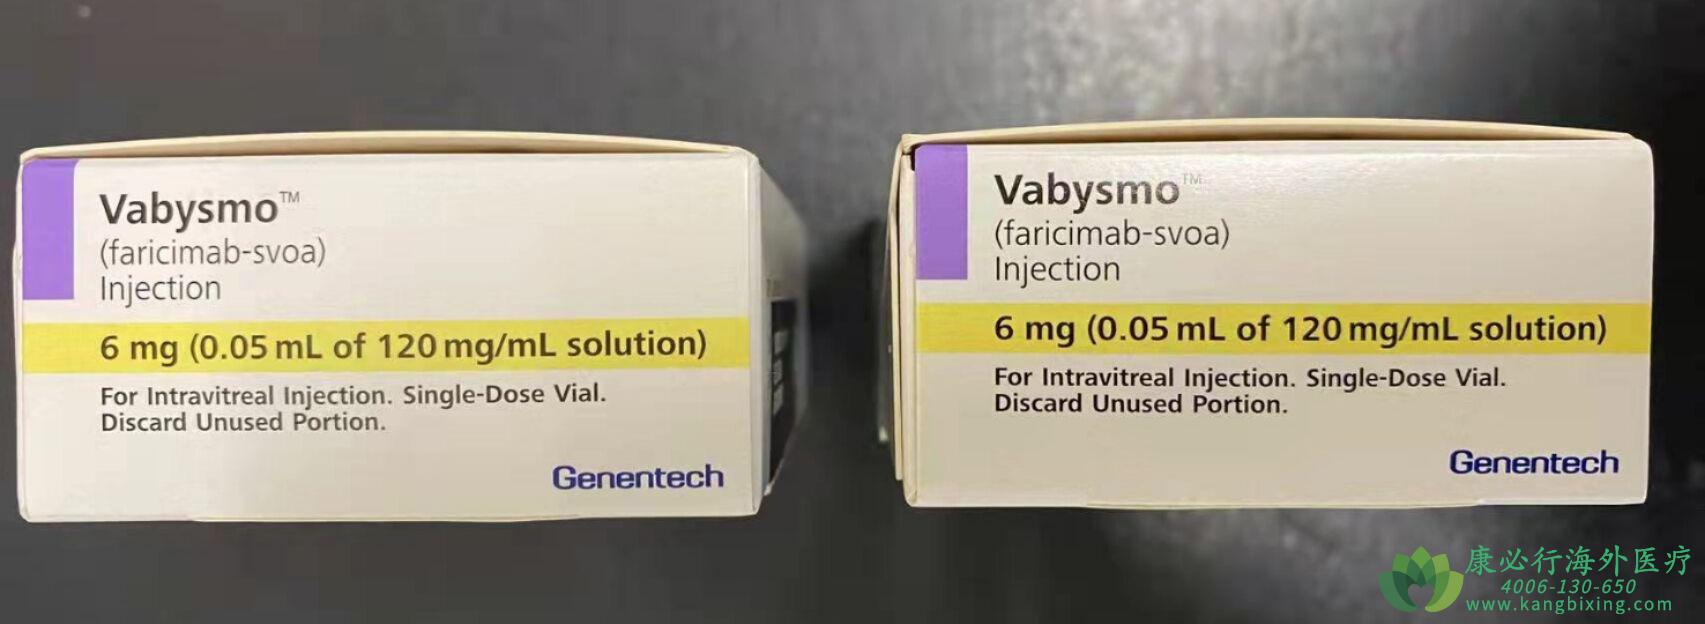 Vabysmo™
(faricimab-svoa)
Injection
6 mg (0.05 mL of 120 mg/mL solution)
For Intravitreal Injection. Single-Dose Vial.
Discard Unused Portion.
Genentech
Vabysmo™
(faricimab-svoa)
Injection
6 mg (0.05 mL of 120 mg/mL solution)
For Intravitreal Injection. Single-Dose Vial.
Discard Unused Portion.
Genentech
康必行海外医疗
4006-130-650
www.kangbixing.com